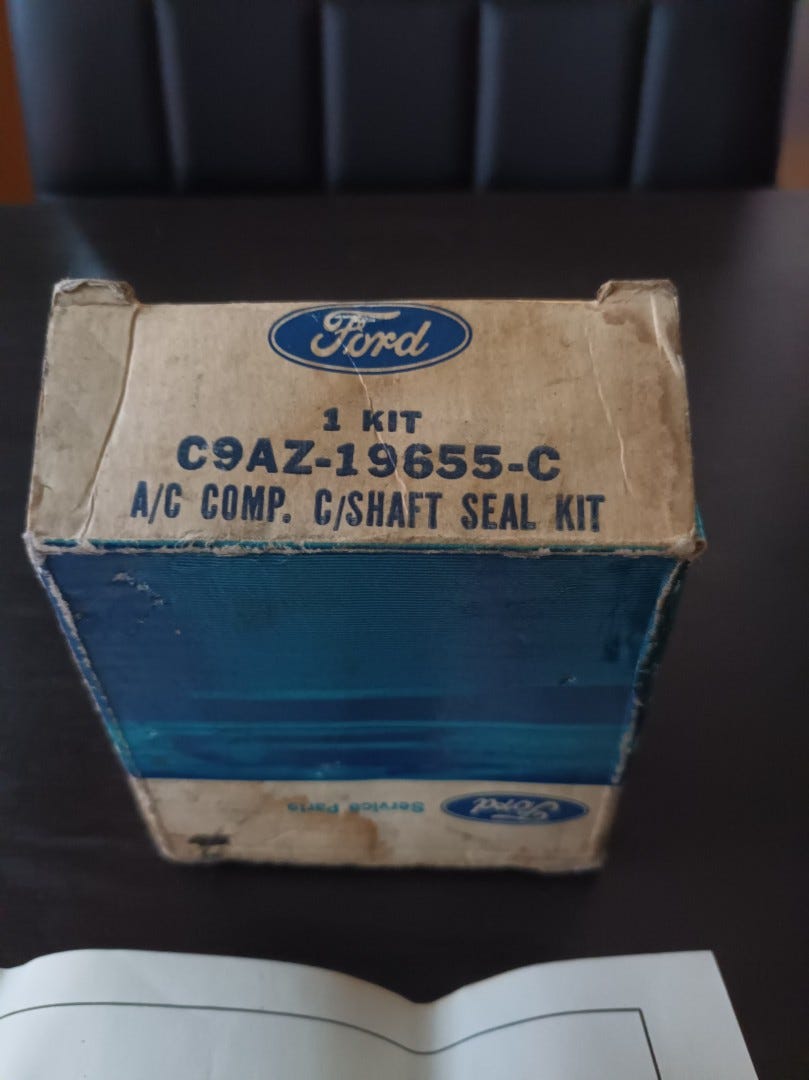 Ford
1 KIT
C9AZ-19655-C
A/C COMP. C/SHAFT SEAL KIT
Ford
Service Parts